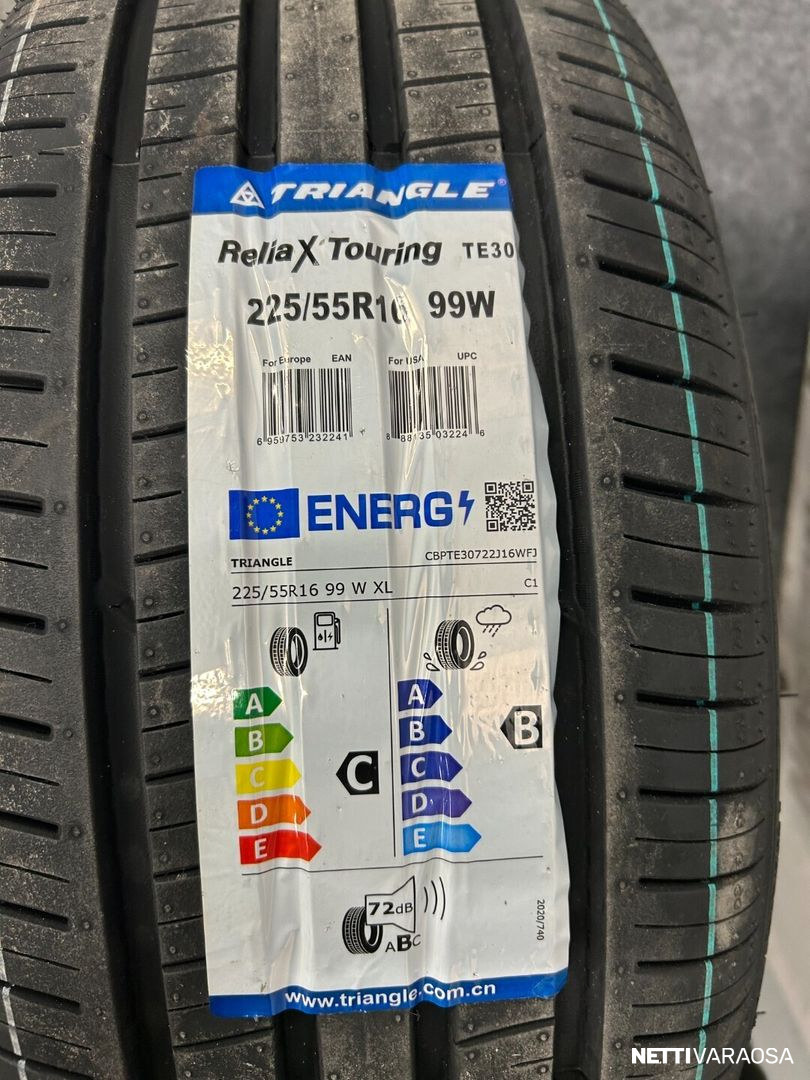 TRIANGLE®
ReliaX Touring TE30
225/55R16 99W
For Europe EAN
For USA UPC
6 959753 232241
8 88135 03224 6
ENERG
TRIANGLE CBPTE30722J16WFJ
225/55R16 99 W XL C1
A
B
C
D
E
C
A
B
C
D
E
B
72dB
ABC
2020/740
www.triangle.com.cn
NETTIVARAOSA